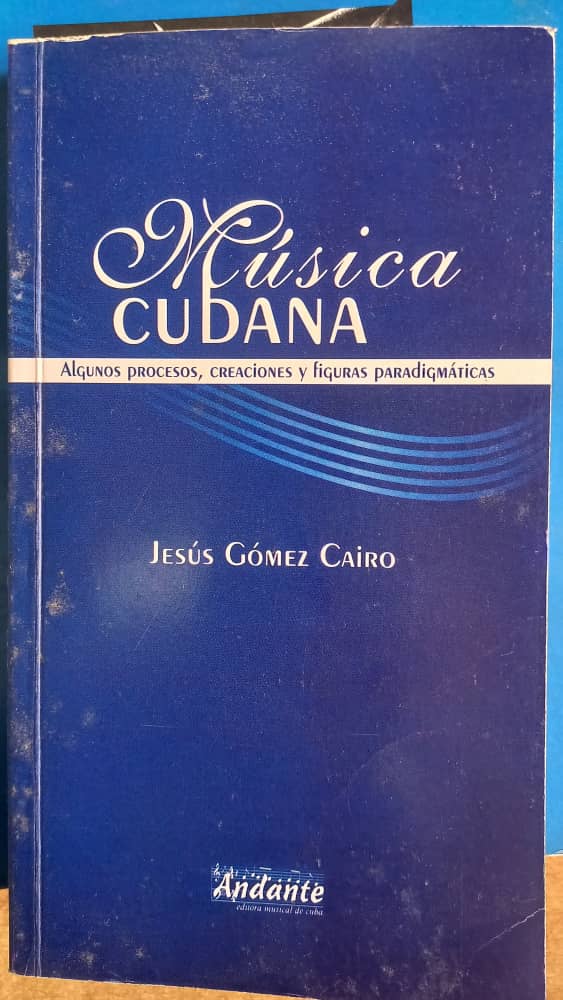 Música
CUBANA
Algunos procesos, creaciones y figuras paradigmáticas
Jesús Gómez Cairo
Andante
editora musical de cuba